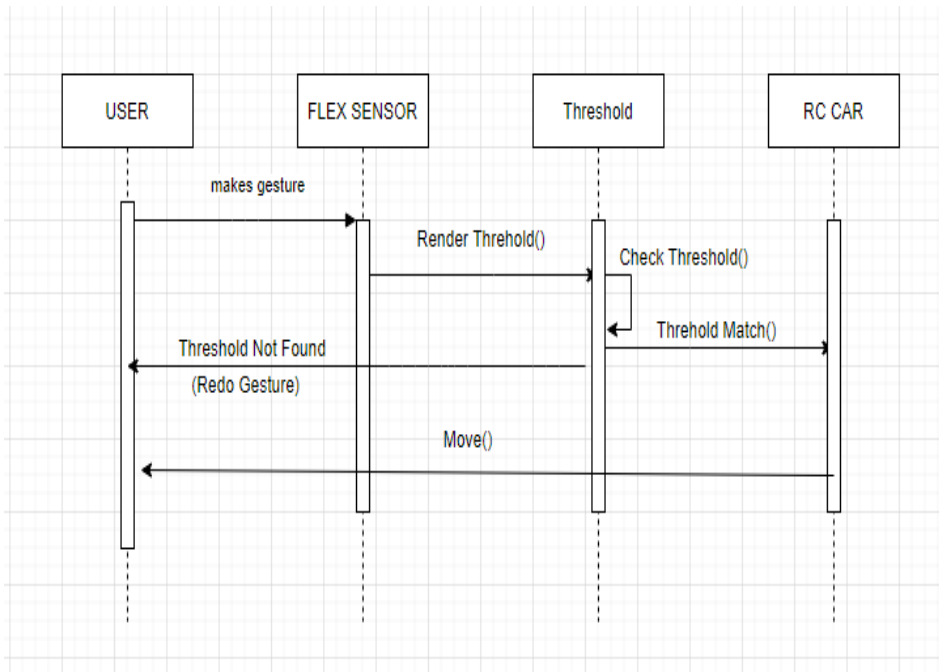 USER
FLEX SENSOR
Threshold
RC CAR
makes gesture
Render Threhold()
Check Threshold()
Threhold Match()
Threshold Not Found
(Redo Gesture)
Move()